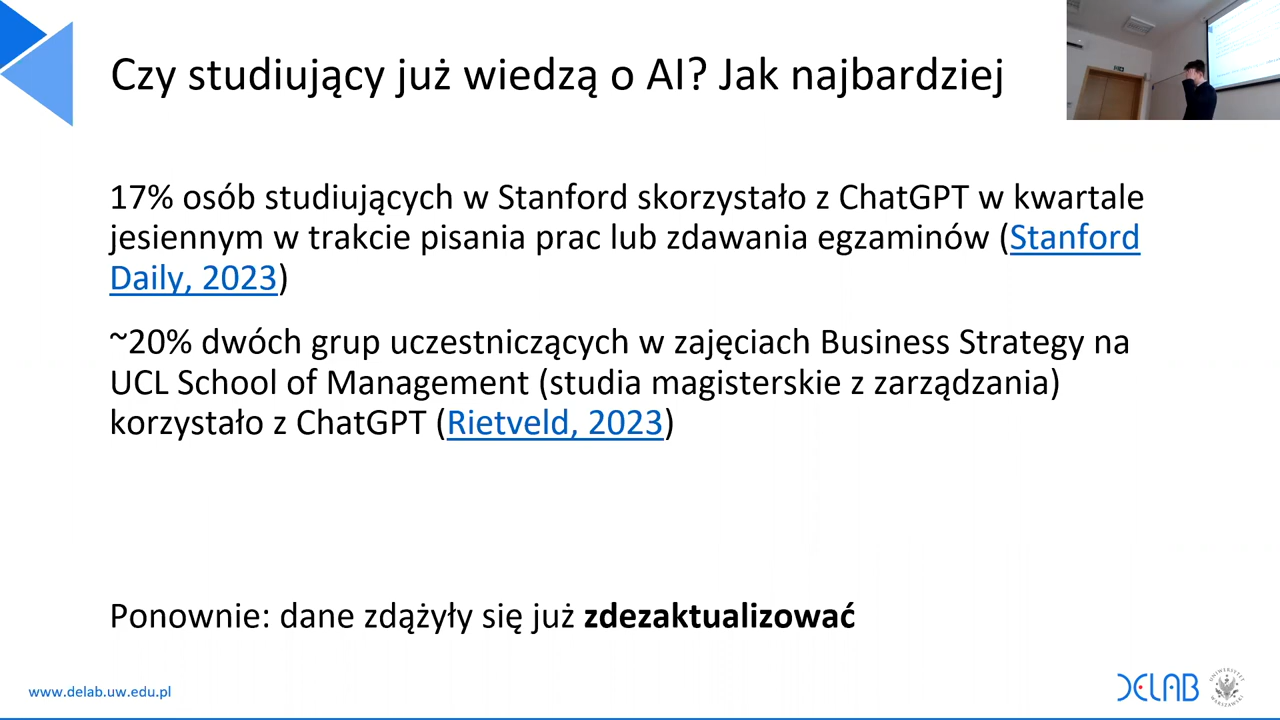 Czy studiujący już wiedzą o AI? Jak najbardziej
17% osób studiujących w Stanford skorzystało z ChatGPT w kwartale
jesiennym w trakcie pisania prac lub zdawania egzaminów (Stanford
Daily, 2023)
~20% dwóch grup uczestniczących w zajęciach Business Strategy na
UCL School of Management (studia magisterskie z zarządzania)
korzystało z ChatGPT (Rietveld, 2023)
Ponownie: dane zdążyły się już zdezaktualizować
www.delab.uw.edu.pl
DELAB
UNIWERSYTET
WARSZAWSKI